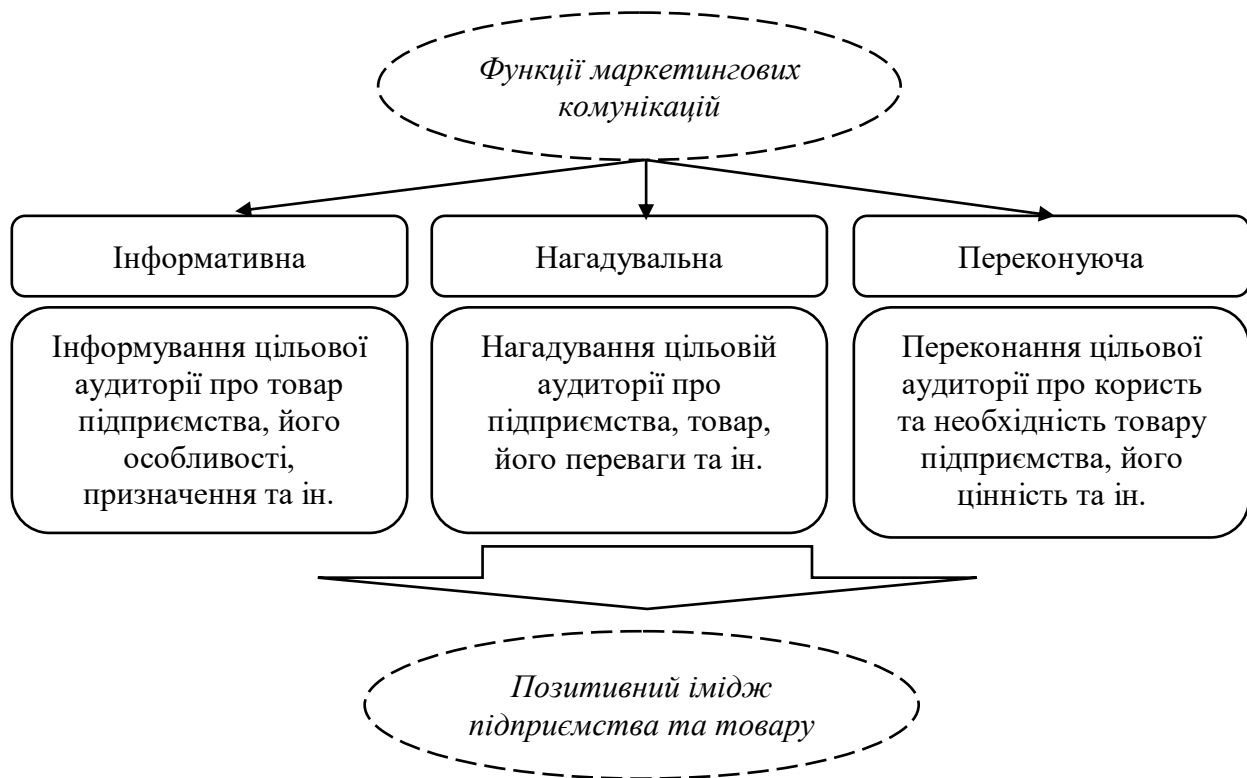 Функції маркетингових
комунікацій
Інформативна
Нагадувальна
Переконуюча
Інформування цільової
аудиторії про товар
підприємства, його
особливості,
призначення та ін.
Нагадування цільовій
аудиторії про
підприємства, товар,
його переваги та ін.
Переконання цільової
аудиторії про користь
та необхідність товару
підприємства, його
цінність та ін.
Позитивний імідж
підприємства та товару